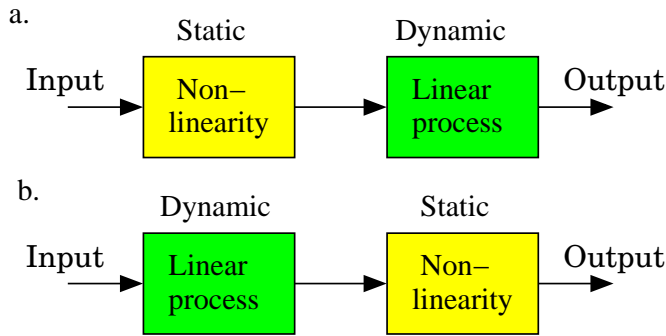 a.
Static
Dynamic
Input
Non–
linearity
Linear
process
Output
b.
Dynamic
Static
Input
Linear
process
Non–
linearity
Output